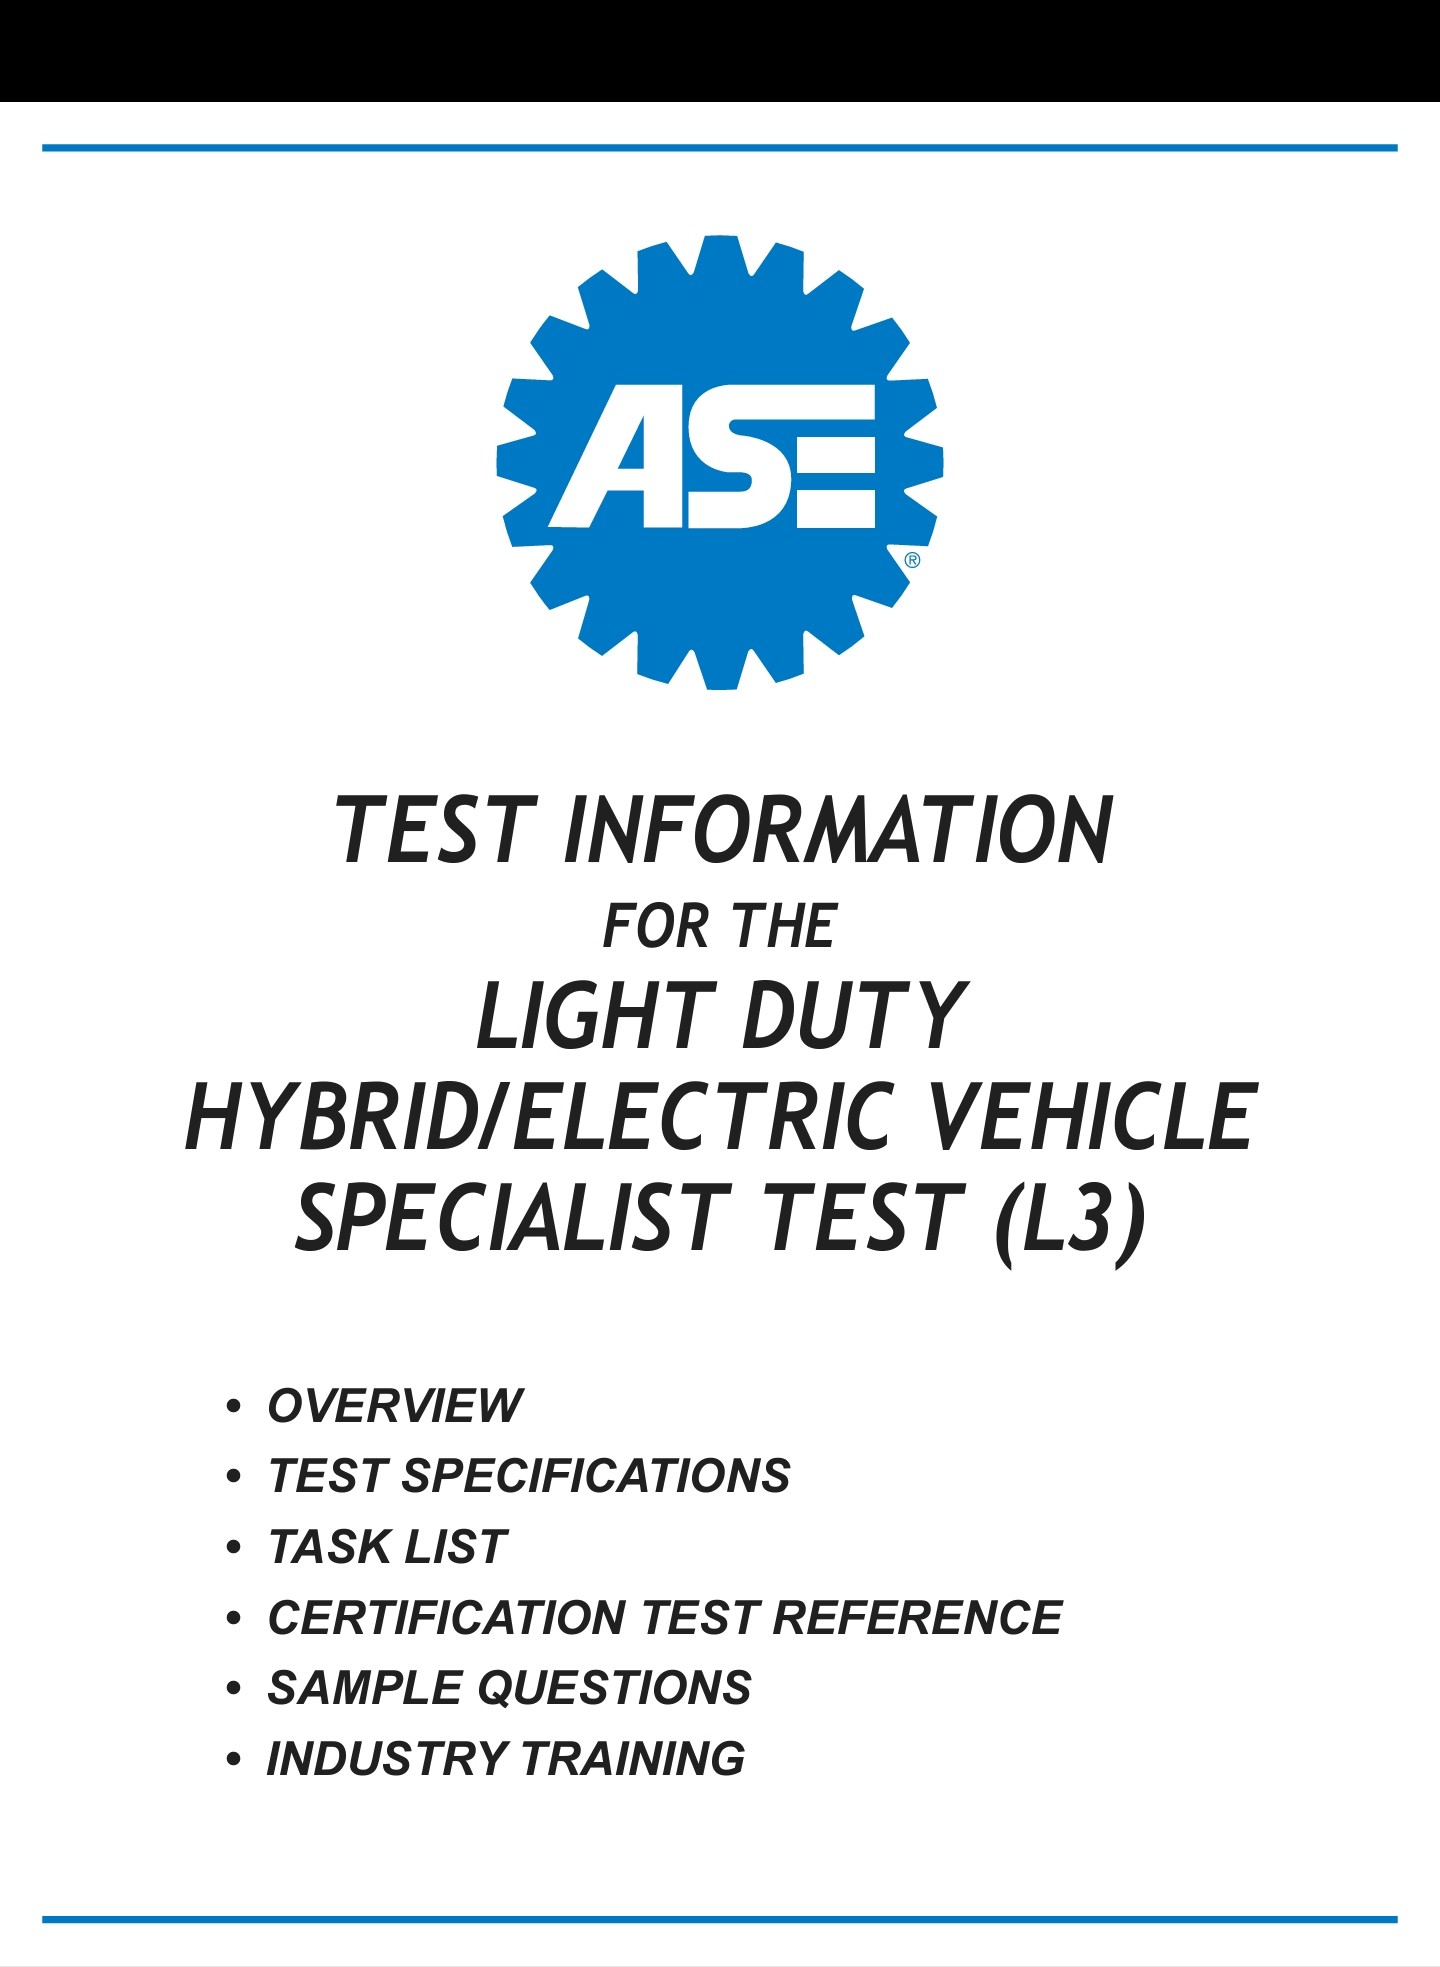 ASE
®
TEST INFORMATION
FOR THE
LIGHT DUTY
HYBRID/ELECTRIC VEHICLE
SPECIALIST TEST (L3)
• OVERVIEW
• TEST SPECIFICATIONS
• TASK LIST
• CERTIFICATION TEST REFERENCE
• SAMPLE QUESTIONS
• INDUSTRY TRAINING